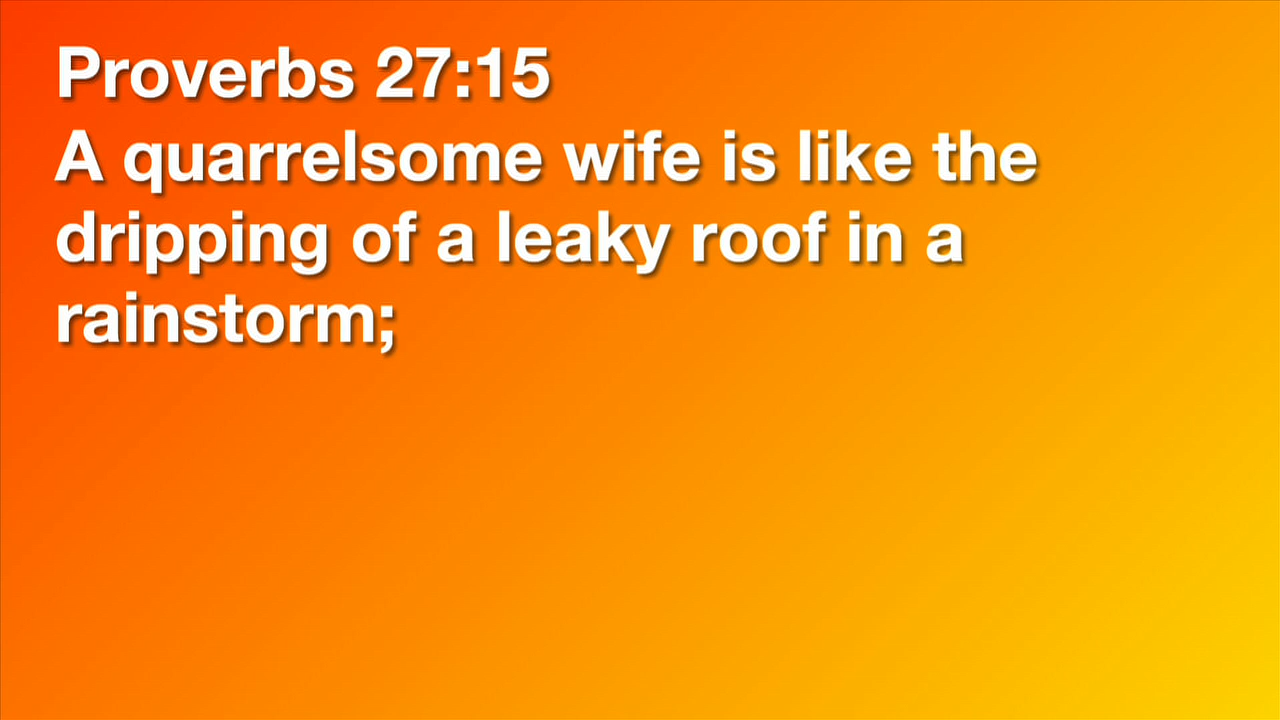 Proverbs 27:15
A quarrelsome wife is like the
dripping of a leaky roof in a
rainstorm;